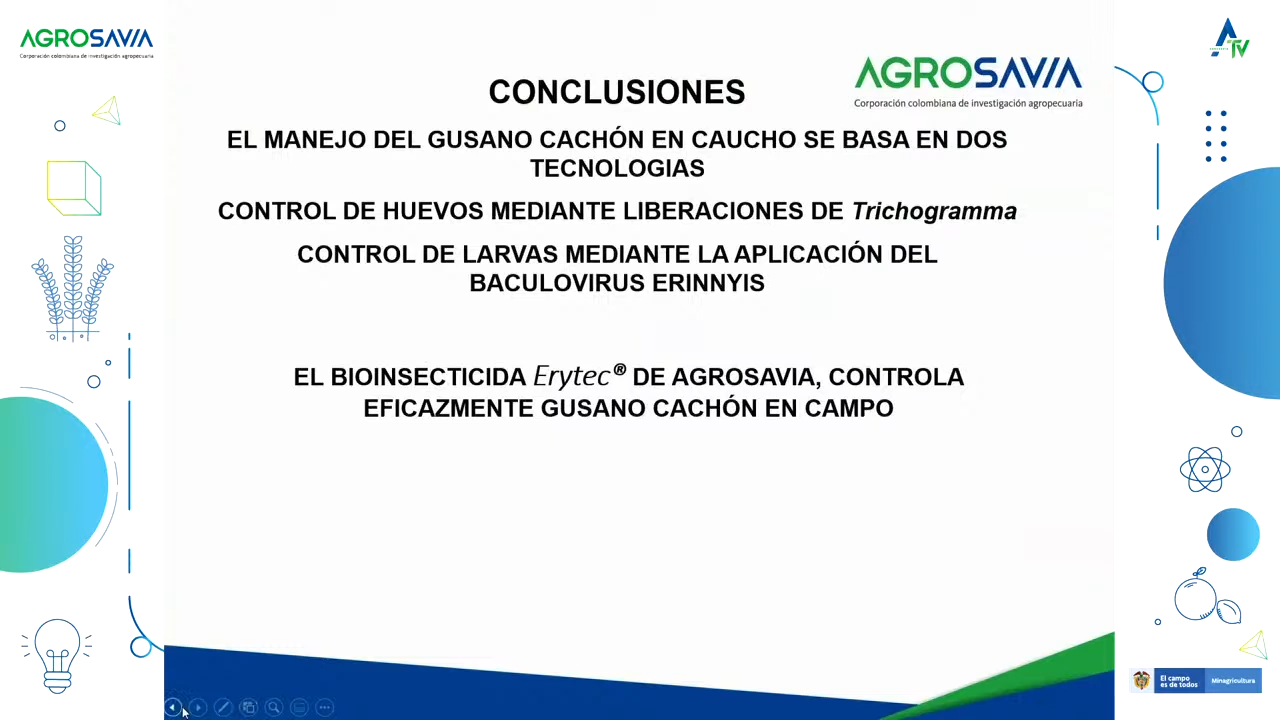 AGROSAVIA
Corporación colombiana de investigación agropecuaria
TV
AGROSAVIA
Corporación colombiana de investigación agropecuaria
CONCLUSIONES
EL MANEJO DEL GUSANO CACHÓN EN CAUCHO SE BASA EN DOS
TECNOLOGIAS
CONTROL DE HUEVOS MEDIANTE LIBERACIONES DE Trichogramma
CONTROL DE LARVAS MEDIANTE LA APLICACIÓN DEL
BACULOVIRUS ERINNYIS
EL BIOINSECTICIDA Erytec® DE AGROSAVIA, CONTROLA
EFICAZMENTE GUSANO CACHÓN EN CAMPO
El campo
es de todos
Minagricultura